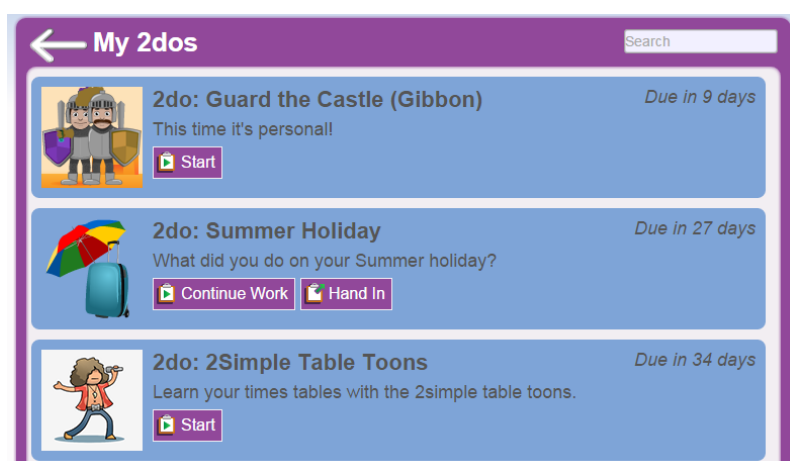 My 2dos
Search
2do: Guard the Castle (Gibbon)
Due in 9 days
This time it's personal!
Start
2do: Summer Holiday
Due in 27 days
What did you do on your Summer holiday?
Continue Work Hand In
2do: 2Simple Table Toons
Due in 34 days
Learn your times tables with the 2simple table toons.
Start